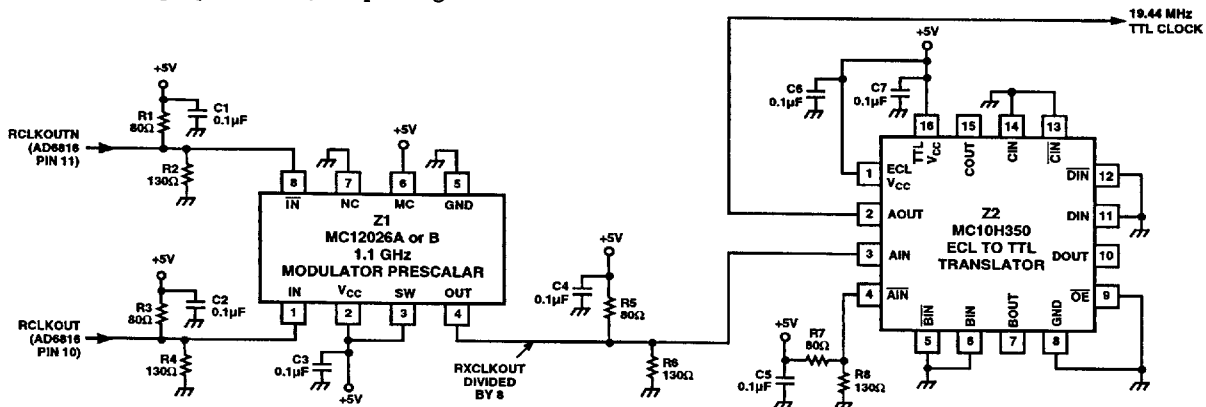 19.44 MHz
TTL CLOCK
+5V
+5V
C1
0.1µF
R1
80Ω
RCLKOUTN
(AD6816
PIN 11)
R2
130Ω
+5V
8
7
6
5
IN
NC
MC
GND
Z1
MC12026A or B
1.1 GHz
MODULATOR PRESCALAR
IN
VCC
SW
OUT
1
2
3
4
+5V
C2
0.1µF
R3
80Ω
RCLKOUT
(AD6816
PIN 10)
R4
130Ω
C3
0.1µF
+5V
RXCLKOUT
DIVIDED
BY 8
+5V
C4
0.1µF
R5
80Ω
R6
130Ω
C6
0.1µF
C7
0.1µF
16
15
14
13
TTL
VCC
COUT
CIN
CIN
1
ECL
VCC
2
AOUT
3
AIN
4
AIN
Z2
MC10H350
ECL TO TTL
TRANSLATOR
DIN
12
DIN
11
DOUT
10
OE
9
BIN
BIN
BOUT
GND
5
6
7
8
+5V
R7
80Ω
C5
0.1µF
R8
130Ω